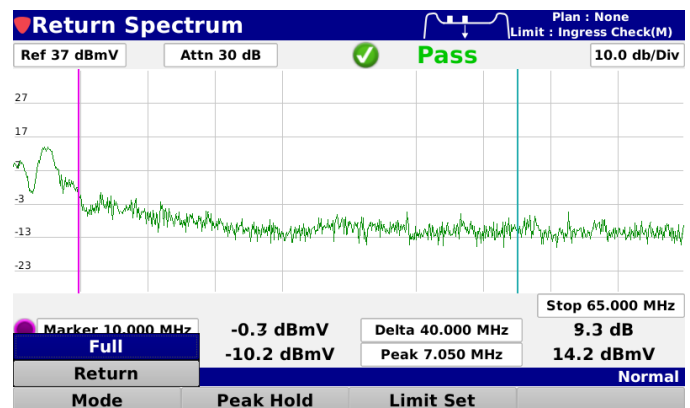 Return Spectrum
Plan : None
Limit : Ingress Check(M)
Ref 37 dBmV
Attn 30 dB
Pass
10.0 db/Div
27
17
-3
-13
-23
Stop 65.000 MHz
Marker 10.000 MHz
-0.3 dBmV
Delta 40.000 MHz
9.3 dB
Full
-10.2 dBmV
Peak 7.050 MHz
14.2 dBmV
Return
Normal
Mode
Peak Hold
Limit Set